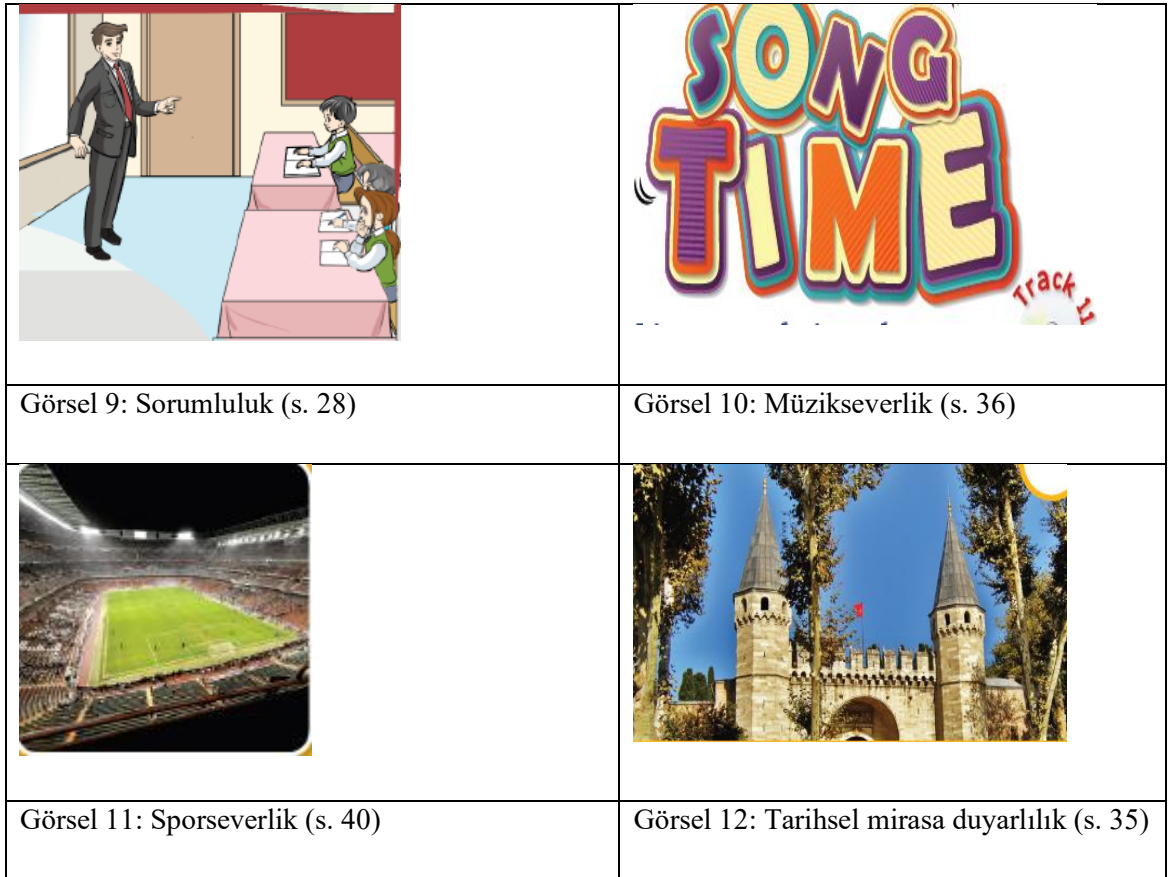 SONG
TIME
Track 11
Görsel 9: Sorumluluk (s. 28)
Görsel 10: Müzikseverlik (s. 36)
Görsel 11: Sporseverlik (s. 40)
Görsel 12: Tarihsel mirasa duyarlılık (s. 35)